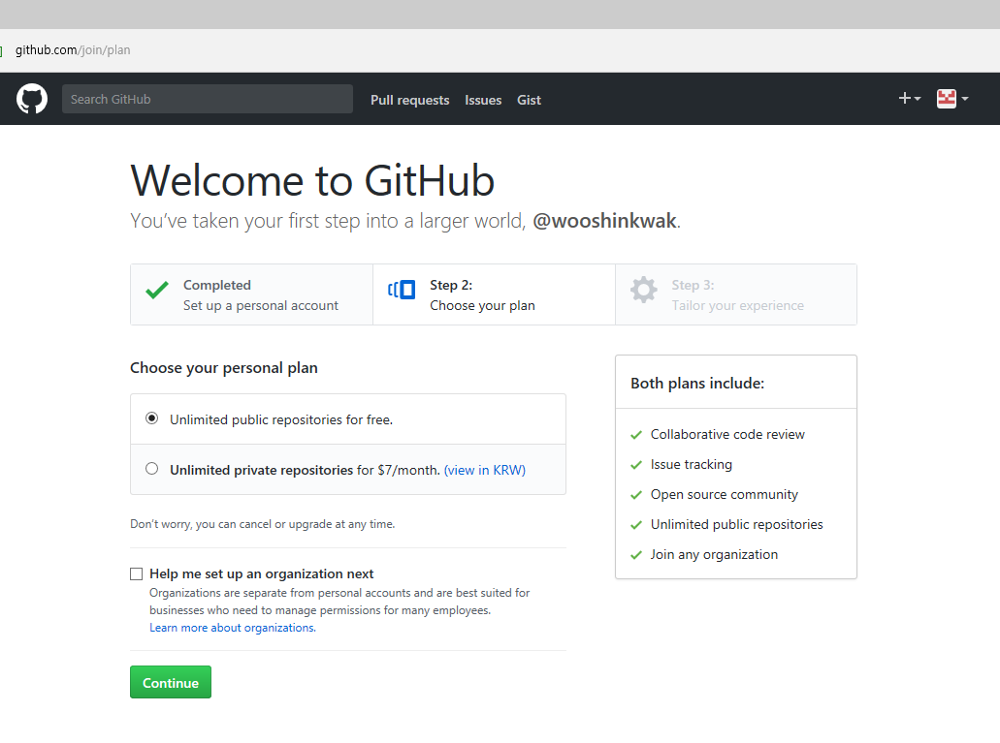 github.com/join/plan
Search GitHub
Pull requests
Issues
Gist
Welcome to GitHub
You’ve taken your first step into a larger world, @wooshinkwak.
Completed
Set up a personal account
Step 2:
Choose your plan
Step 3:
Tailor your experience
Choose your personal plan
Unlimited public repositories for free.
Unlimited private repositories for $7/month. (view in KRW)
Don’t worry, you can cancel or upgrade at any time.
Help me set up an organization next
Organizations are separate from personal accounts and are best suited for
businesses who need to manage permissions for many employees.
Learn more about organizations.
Continue
Both plans include:
Collaborative code review
Issue tracking
Open source community
Unlimited public repositories
Join any organization